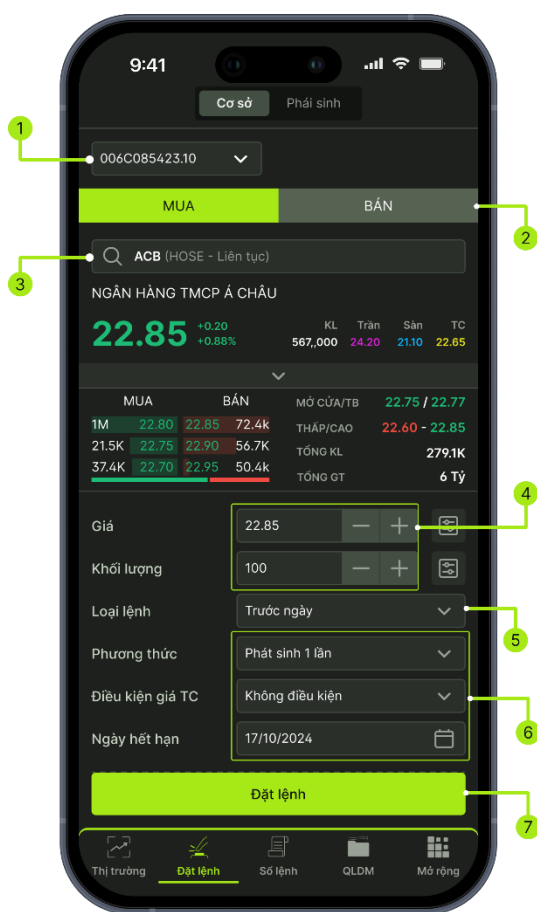 9:41
Cơ sở Phái sinh
1
006C085423.10
MUA BÁN
2
3
ACB (HOSE - Liên tục)
NGÂN HÀNG TMCP Á CHÂU
22.85 +0.20 +0.88%
KL Trần Sàn TC
567,,000 24.20 21.10 22.65
MUA BÁN MỞ CỬA/TB 22.75 / 22.77
1M 22.80 22.85 72.4k THẤP/CAO 22.60 - 22.85
21.5K 22.75 22.90 56.7K TỔNG KL 279.1K
37.4K 22.70 22.95 50.4k TỔNG GT 6 Tỷ
4
Giá 22.85
Khối lượng 100
Loại lệnh Trước ngày
5
Phương thức Phát sinh 1 lần
Điều kiện giá TC Không điều kiện
6
Ngày hết hạn 17/10/2024
Đặt lệnh
7
Thị trường Đặt lệnh Sổ lệnh QLDM Mở rộng